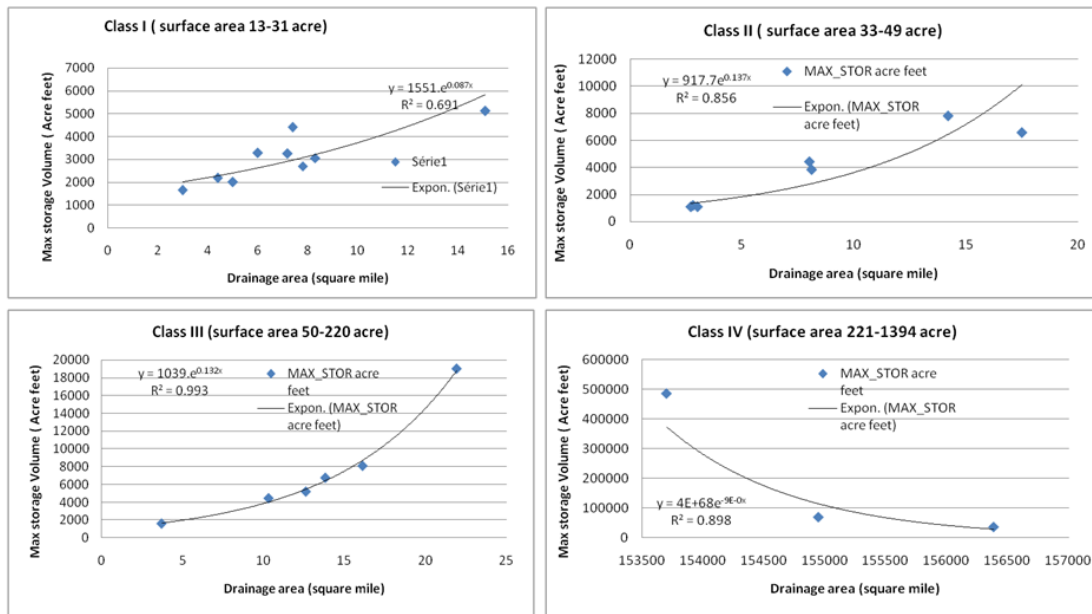 Class I ( surface area 13-31 acre)
Max storage Volume ( Acre feet)
7000
6000
5000
4000
3000
2000
1000
0
y = 1551.e^0.087x
R² = 0.691
Série1
Expon. (Série1)
0 2 4 6 8 10 12 14 16
Drainage area (square mile)
Class II ( surface area 33-49 acre)
Max storage Volume ( Acre feet)
12000
10000
8000
6000
4000
2000
0
y = 917.7e^0.137x
R² = 0.856
MAX_STOR acre feet
Expon. (MAX_STOR
acre feet)
0 5 10 15 20
Drainage area (square mile)
Class III (surface area 50-220 acre)
Max storage Volume ( Acre feet)
20000
18000
16000
14000
12000
10000
8000
6000
4000
2000
0
y = 1039.e^0.132x
R² = 0.993
MAX_STOR acre
feet
Expon. (MAX_STOR
acre feet)
0 5 10 15 20 25
Drainage area (square mile)
Class IV (surface area 221-1394 acre)
Max storage Volume ( Acre feet)
600000
500000
400000
300000
200000
100000
0
MAX_STOR acre
feet
Expon. (MAX_STOR
acre feet)
y = 4E+68e^-9E-0x
R² = 0.898
153500 154000 154500 155000 155500 156000 156500 157000
Drainage area (square mile)